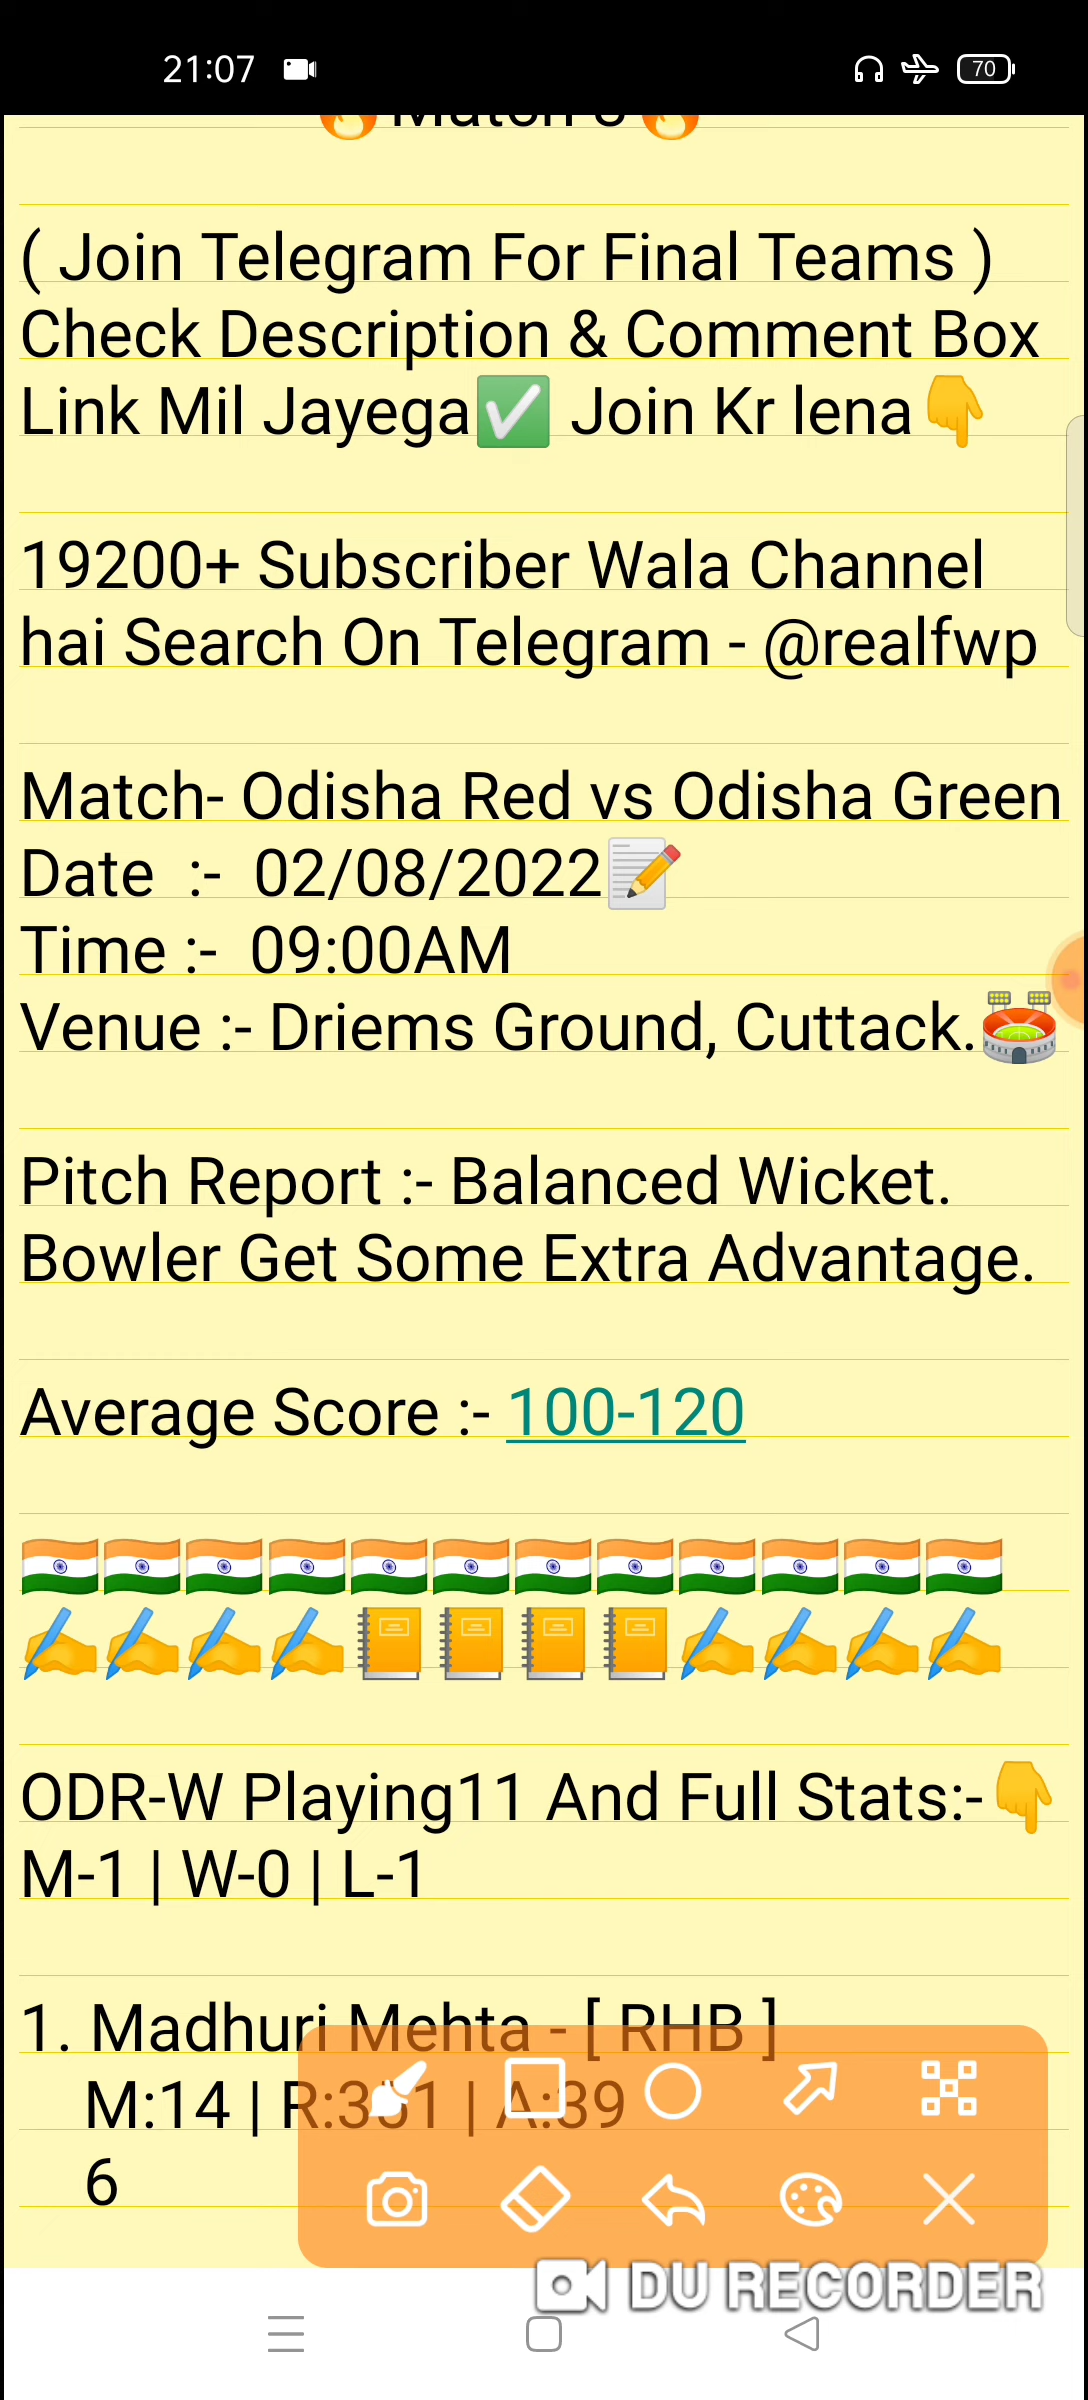 21:07
70
( Join Telegram For Final Teams )
Check Description & Comment Box
Link Mil Jayega✅ Join Kr lena👇
19200+ Subscriber Wala Channel
hai Search On Telegram - @realfwp
Match- Odisha Red vs Odisha Green
Date :- 02/08/2022📝
Time :- 09:00AM
Venue :- Driems Ground, Cuttack.🏟️
Pitch Report :- Balanced Wicket.
Bowler Get Some Extra Advantage.
Average Score :- 100-120
🇮🇳🇮🇳🇮🇳🇮🇳🇮🇳🇮🇳🇮🇳🇮🇳🇮🇳🇮🇳🇮🇳🇮🇳
✍️✍️✍️✍️📒📒📒📒✍️✍️✍️✍️
ODR-W Playing11 And Full Stats:-👇
M-1 | W-0 | L-1
1. Madhuri Mehta - [ RHB ]
M:14 | | A:39
6
DU RECORDER